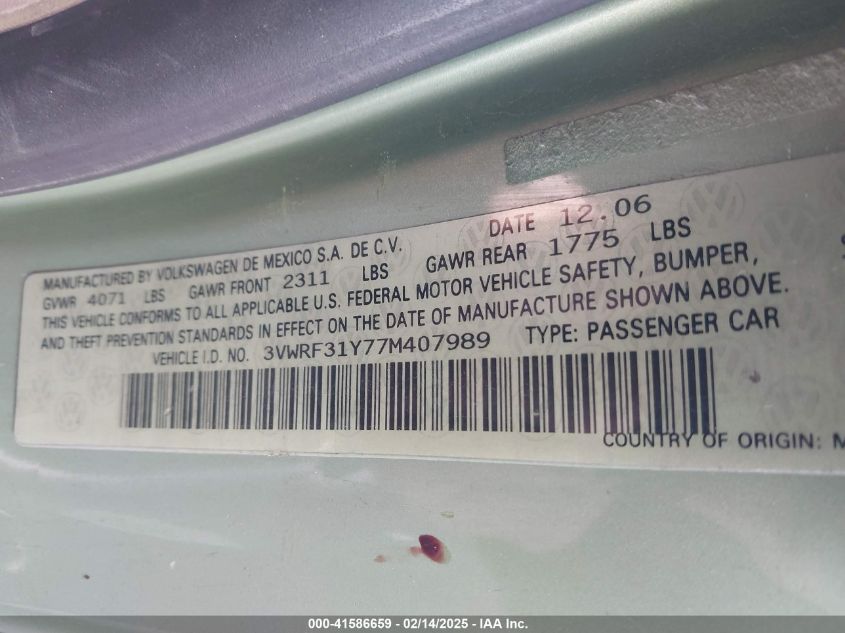 MANUFACTURED BY VOLKSWAGEN DE MEXICO S.A. DE C.V. DATE 12.06
GVWR 4071 LBS GAWR FRONT 2311 LBS GAWR REAR 1775 LBS
THIS VEHICLE CONFORMS TO ALL APPLICABLE U.S. FEDERAL MOTOR VEHICLE SAFETY, BUMPER,
AND THEFT PREVENTION STANDARDS IN EFFECT ON THE DATE OF MANUFACTURE SHOWN ABOVE.
VEHICLE I.D. NO. 3VWRF31Y77M407989 TYPE: PASSENGER CAR
COUNTRY OF ORIGIN: M
000-41586659 - 02/14/2025 - IAA Inc.